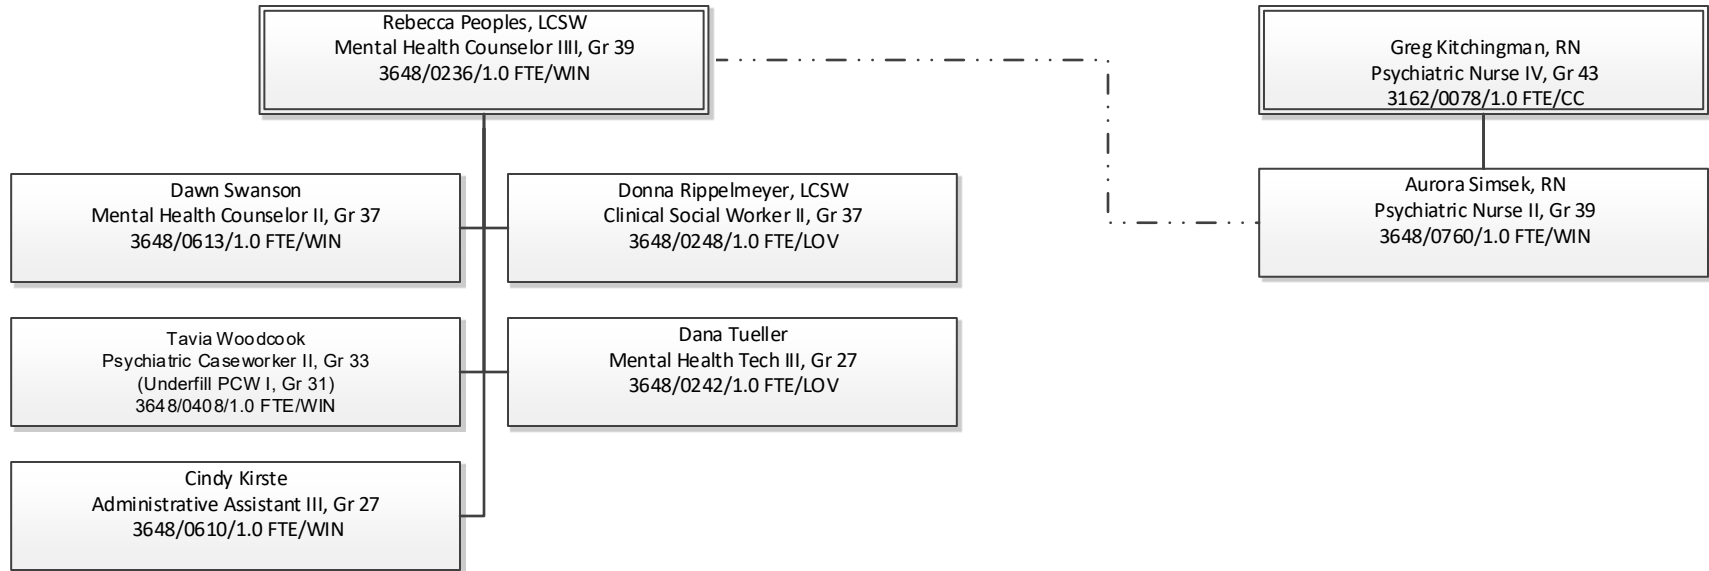 Rebecca Peoples, LCSW
Mental Health Counselor IIII, Gr 39
3648/0236/1.0 FTE/WIN
Greg Kitchingman, RN
Psychiatric Nurse IV, Gr 43
3162/0078/1.0 FTE/CC
Dawn Swanson
Mental Health Counselor II, Gr 37
3648/0613/1.0 FTE/WIN
Donna Rippelmeyer, LCSW
Clinical Social Worker II, Gr 37
3648/0248/1.0 FTE/LOV
Aurora Simsek, RN
Psychiatric Nurse II, Gr 39
3648/0760/1.0 FTE/WIN
Tavia Woodcook
Psychiatric Caseworker II, Gr 33
(Underfill PCW I, Gr 31)
3648/0408/1.0 FTE/WIN
Dana Tueller
Mental Health Tech III, Gr 27
3648/0242/1.0 FTE/LOV
Cindy Kirste
Administrative Assistant III, Gr 27
3648/0610/1.0 FTE/WIN